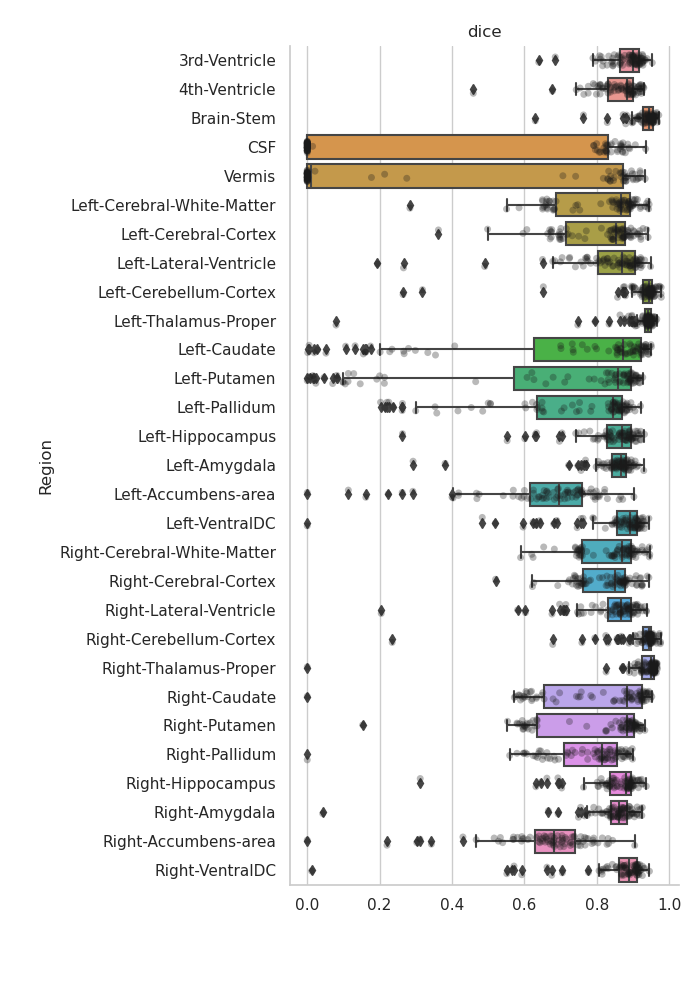 dice
3rd-Ventricle
4th-Ventricle
Brain-Stem
CSF
Vermis
Left-Cerebral-White-Matter
Left-Cerebral-Cortex
Left-Lateral-Ventricle
Left-Cerebellum-Cortex
Left-Thalamus-Proper
Left-Caudate
Left-Putamen
Left-Pallidum
Left-Hippocampus
Left-Amygdala
Left-Accumbens-area
Left-VentralDC
Right-Cerebral-White-Matter
Right-Cerebral-Cortex
Right-Lateral-Ventricle
Right-Cerebellum-Cortex
Right-Thalamus-Proper
Right-Caudate
Right-Putamen
Right-Pallidum
Right-Hippocampus
Right-Amygdala
Right-Accumbens-area
Right-VentralDC
Region
0.0 0.2 0.4 0.6 0.8 1.0